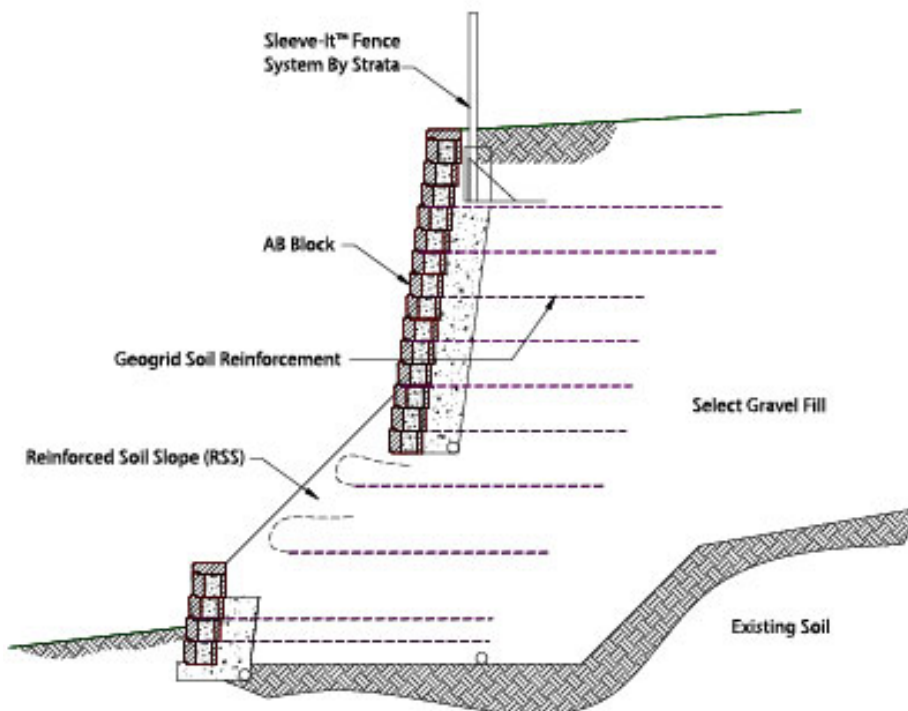 Sleeve-It™ Fence
System By Strata
AB Block
Geogrid Soil Reinforcement
Select Gravel Fill
Reinforced Soil Slope (RSS)
Existing Soil